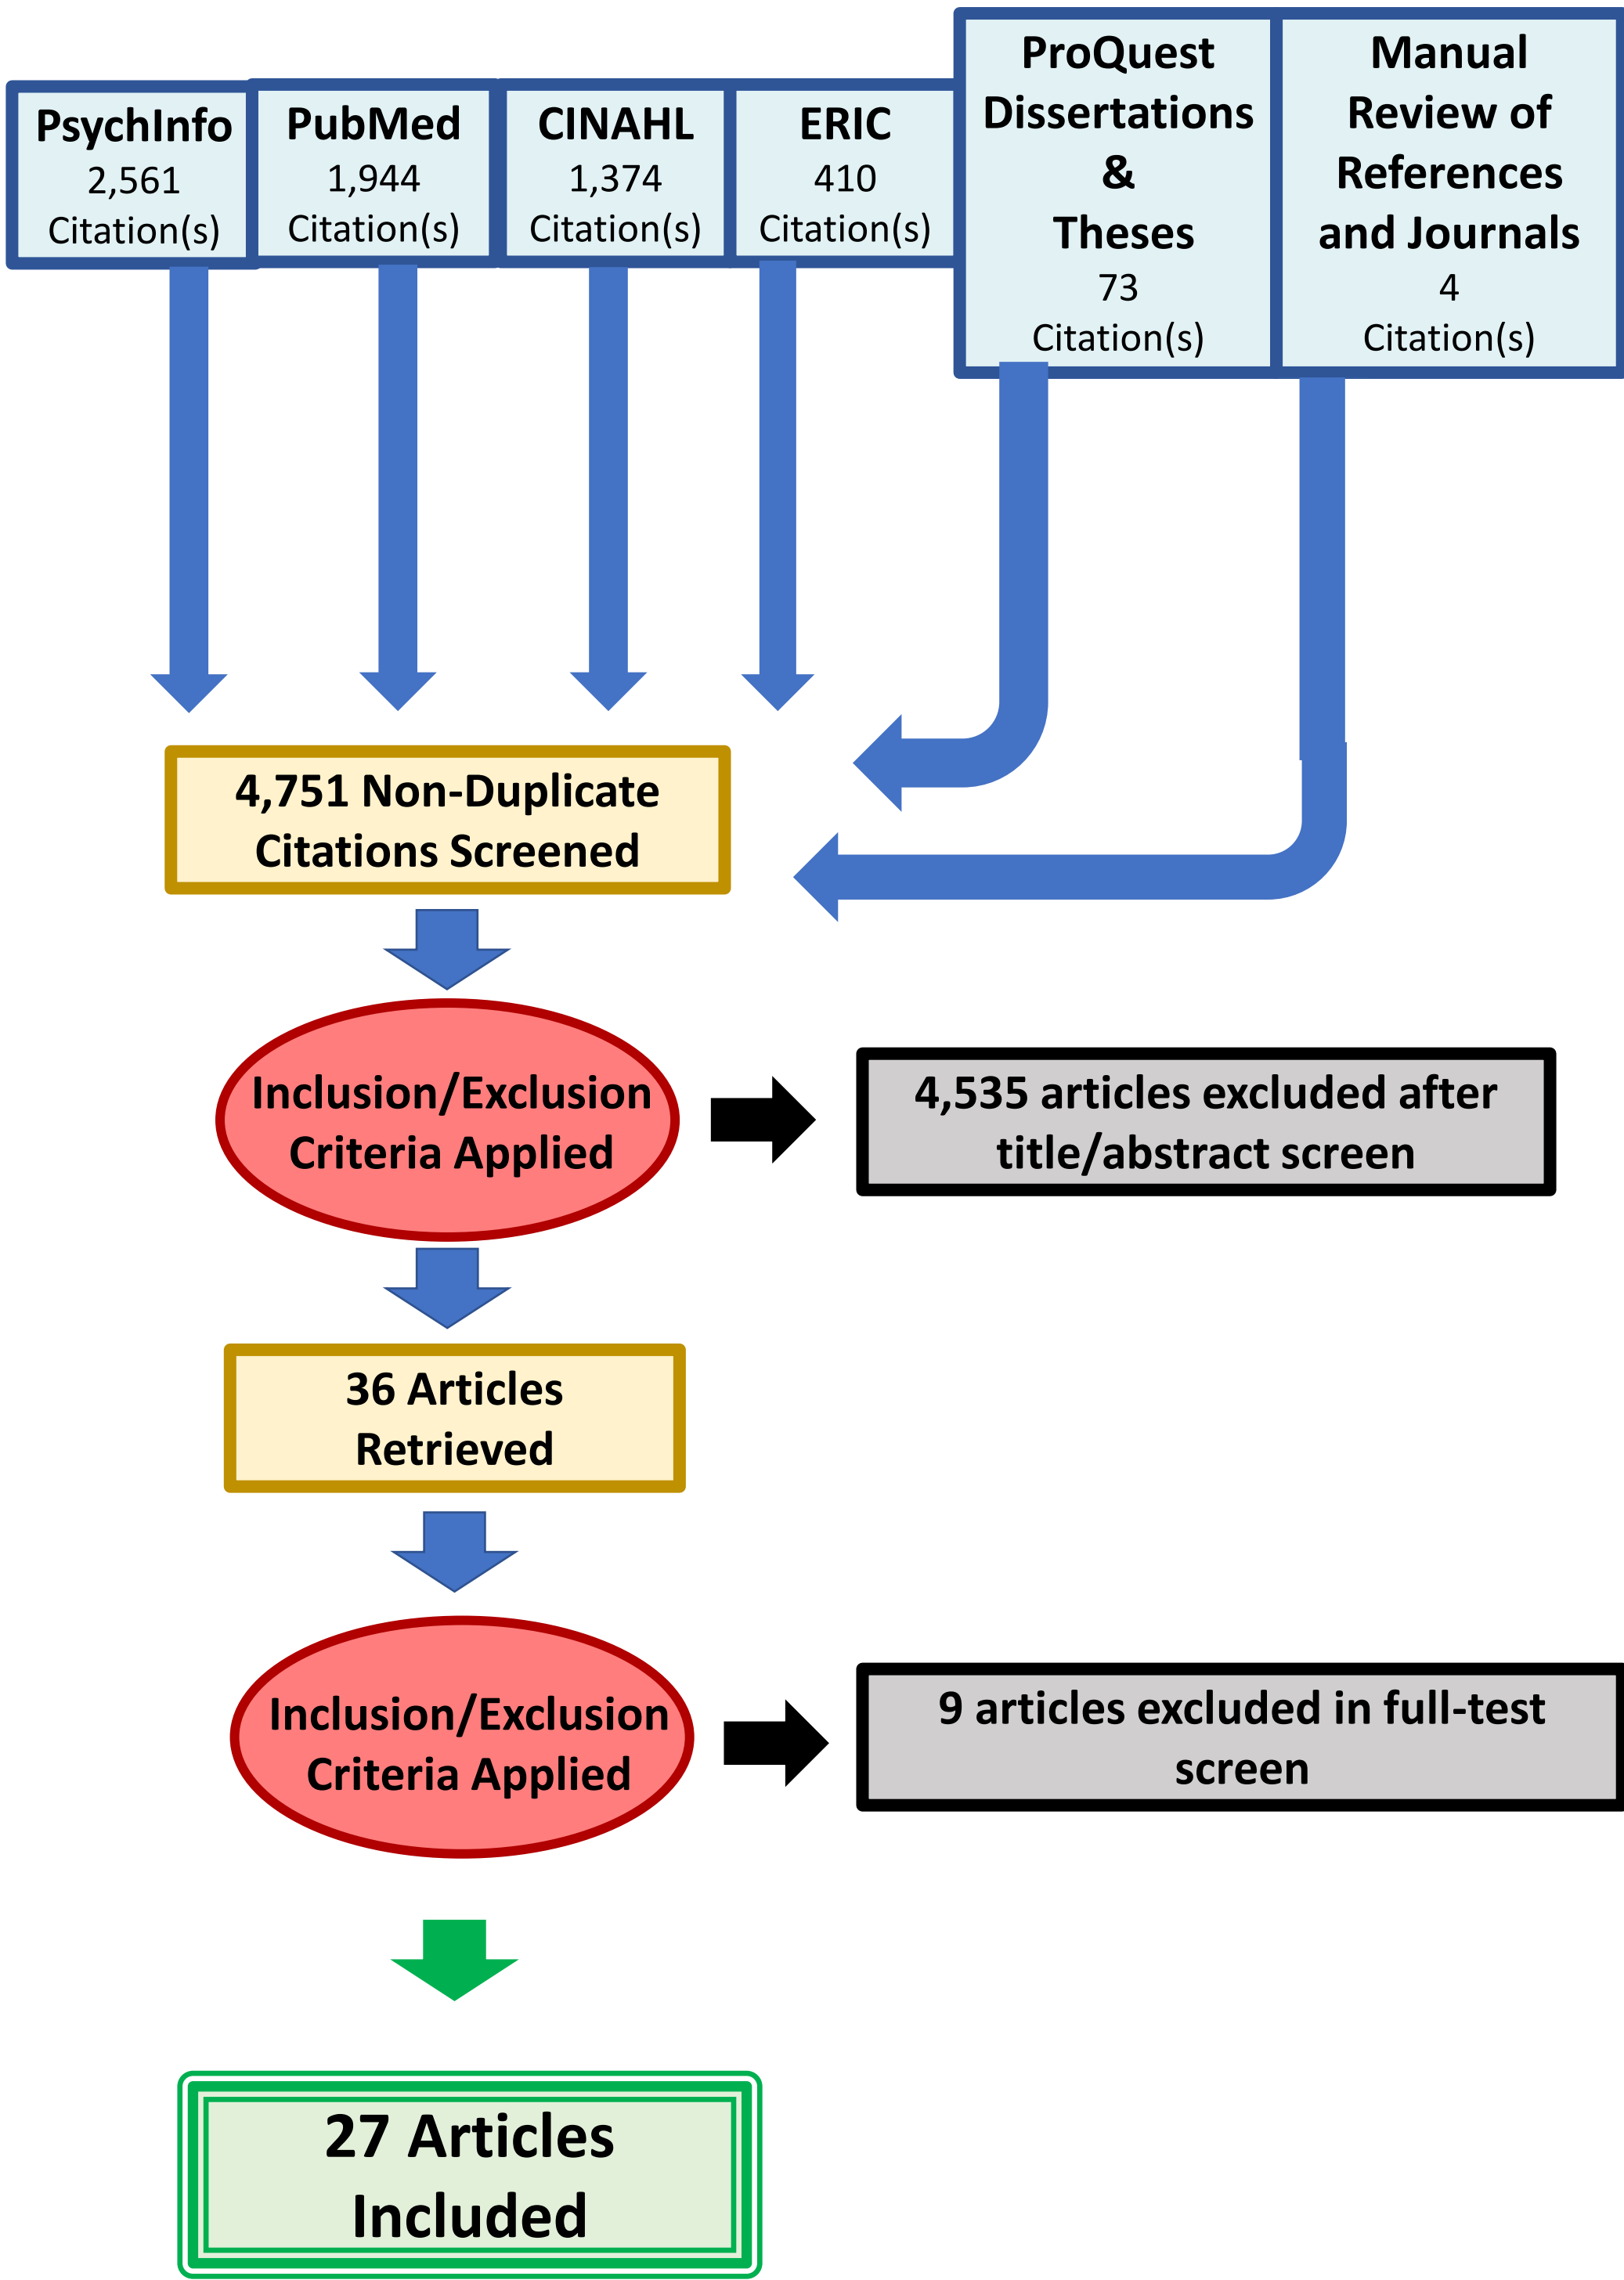 PsychInfo
2,561
Citation(s)
PubMed
1,944
Citation(s)
CINAHL
1,374
Citation(s)
ERIC
410
Citation(s)
ProQuest
Dissertations
&
Theses
73
Citation(s)
Manual
Review of
References
and Journals
4
Citation(s)
4,751 Non-Duplicate
Citations Screened
Inclusion/Exclusion
Criteria Applied
4,535 articles excluded after
title/abstract screen
36 Articles
Retrieved
Inclusion/Exclusion
Criteria Applied
9 articles excluded in full-test
screen
27 Articles
Included